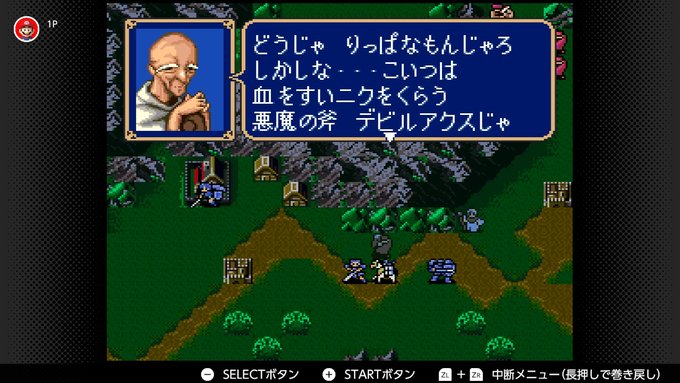 1P
どうじゃ りっぱなもんじゃろ
しかしな・・・こいつは
血をすいニクをくらう
悪魔の斧 デビルアクスじゃ
SELECTボタン STARTボタン ZL + ZR 中断メニュー(長押しで巻き戻し)